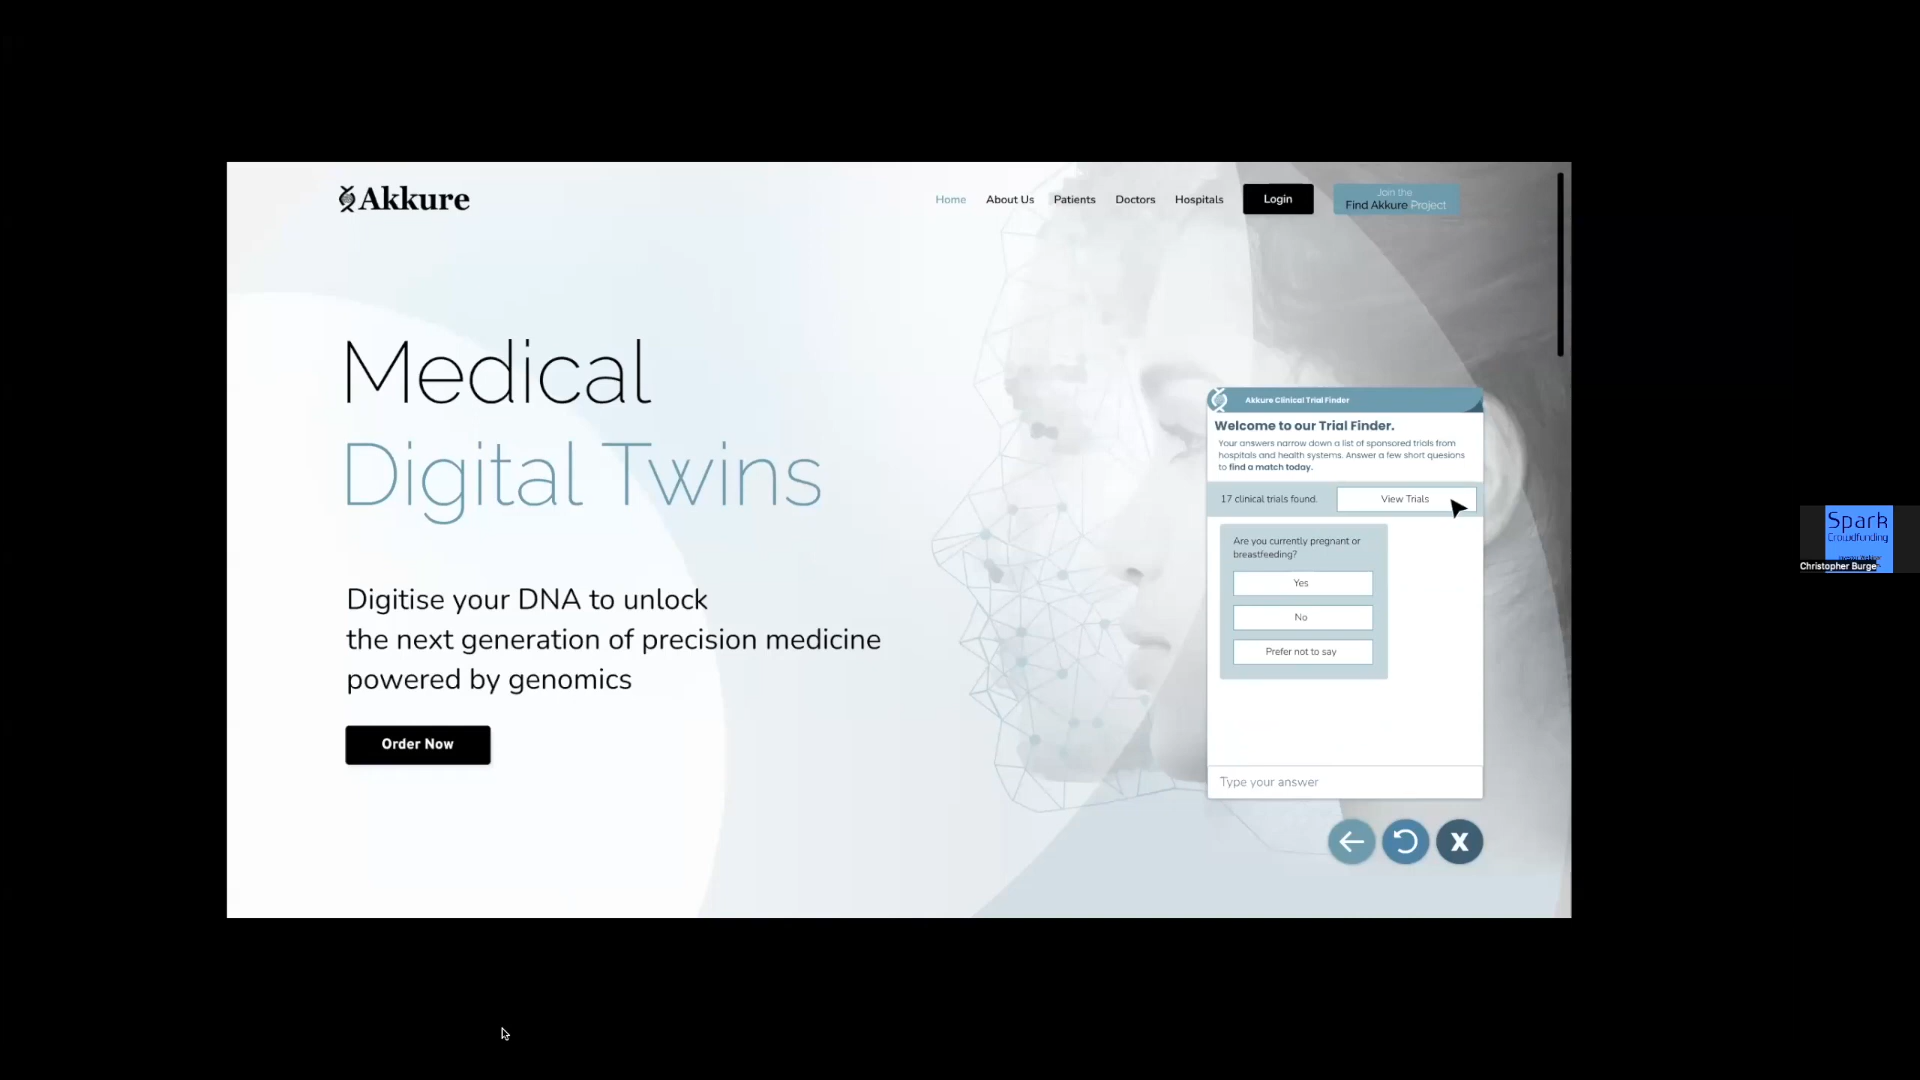 Akkure
Home
About Us
Patients
Doctors
Hospitals
Login
Join the
Find Akkure Project
Medical
Digital Twins
Digitise your DNA to unlock
the next generation of precision medicine
powered by genomics
Order Now
Akkure Clinical Trial Finder
Welcome to our Trial Finder.
Your answers narrow down a list of sponsored trials from
hospitals and health systems. Answer a few short quesions
to find a match today.
17 clinical trials found.
View Trials
Are you currently pregnant or
breastfeeding?
Yes
No
Prefer not to say
Type your answer
X
Spark
Crowdfunding
Christopher Burge